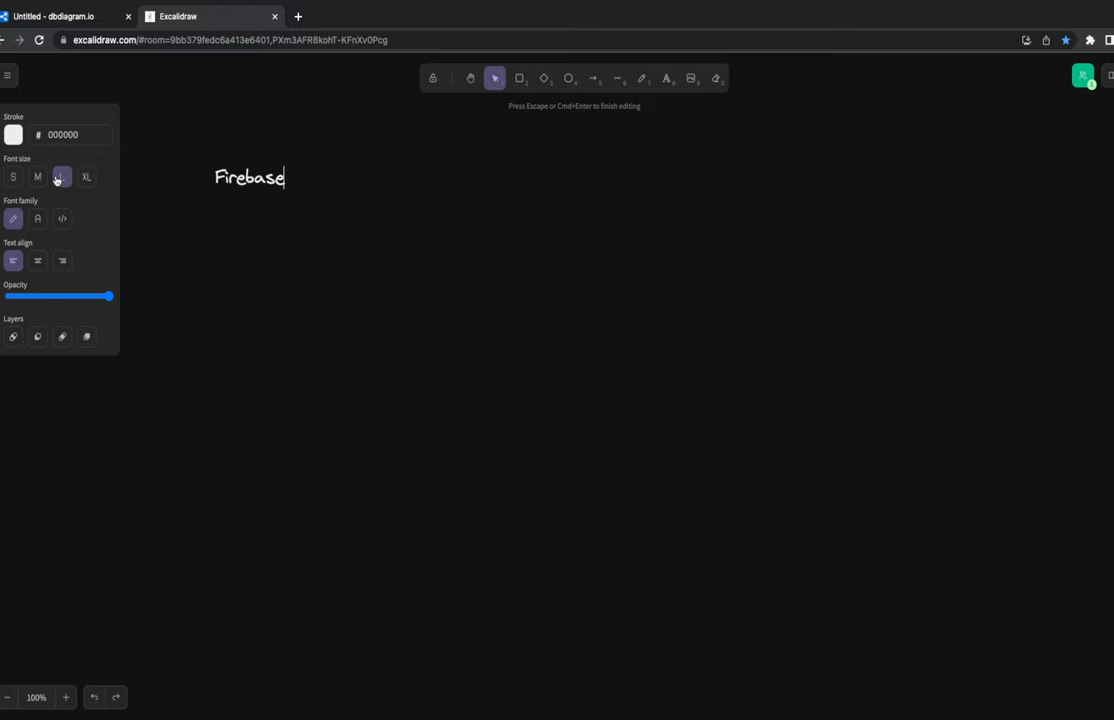 Untitled - dbdiagram.io
Excalidraw
excalidraw.com/#room=9bb379fedc6a413e6401,PXm3AFR8kohT-KFnXv0Pcg
Press Escape or Cmd+Enter to finish editing
Stroke
# 000000
Font size
S M L XL
Font family
A </>
Text align
Opacity
Layers
Firebase
100%